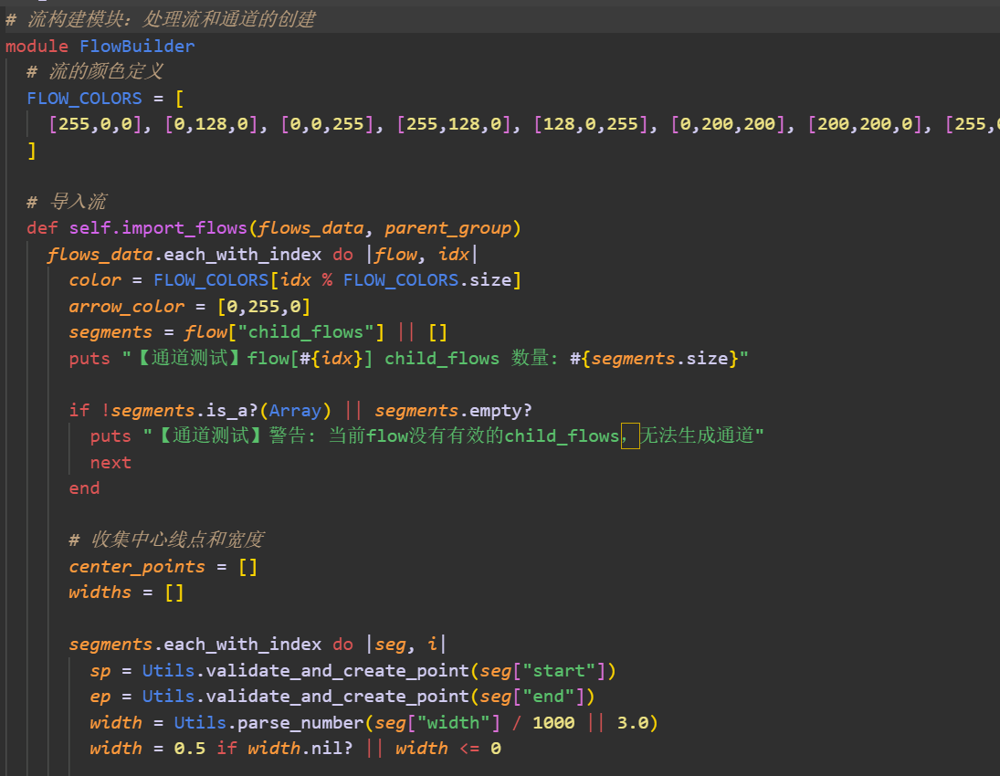 # 流构建模块: 处理流和通道的创建
module FlowBuilder
  # 流的颜色定义
  FLOW_COLORS = [
    [255,0,0], [0,128,0], [0,0,255], [255,128,0], [128,0,255], [0,200,200], [200,200,0], [255,
  ]

  # 导入流
  def self.import_flows(flows_data, parent_group)
    flows_data.each_with_index do |flow, idx|
      color = FLOW_COLORS[idx % FLOW_COLORS.size]
      arrow_color = [0,255,0]
      segments = flow["child_flows"] || []
      puts "【通道测试】flow[#{idx}] child_flows 数量: #{segments.size}"

      if !segments.is_a?(Array) || segments.empty?
        puts "【通道测试】警告: 当前flow没有有效的child_flows，无法生成通道"
        next
      end

      # 收集中心线点和宽度
      center_points = []
      widths = []

      segments.each_with_index do |seg, i|
        sp = Utils.validate_and_create_point(seg["start"])
        ep = Utils.validate_and_create_point(seg["end"])
        width = Utils.parse_number(seg["width"] / 1000 || 3.0)
        width = 0.5 if width.nil? || width <= 0